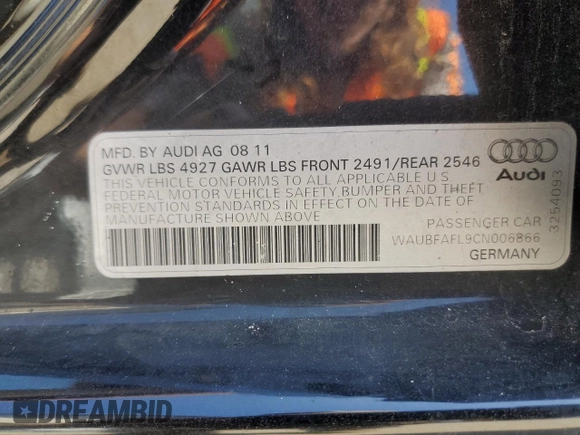 MFD. BY AUDI AG 08 11
GVWR LBS 4927 GAWR LBS FRONT 2491/REAR 2546
THIS VEHICLE CONFORMS TO ALL APPLICABLE U S
FEDERAL MOTOR VEHICLE SAFETY, BUMPER AND THEFT
PREVENTION STANDARDS IN EFFECT ON THE DATE OF
MANUFACTURE SHOWN ABOVE
PASSENGER CAR
WAUBFAFL9CN006866
GERMANY
Audi
3254093
DREAMBID